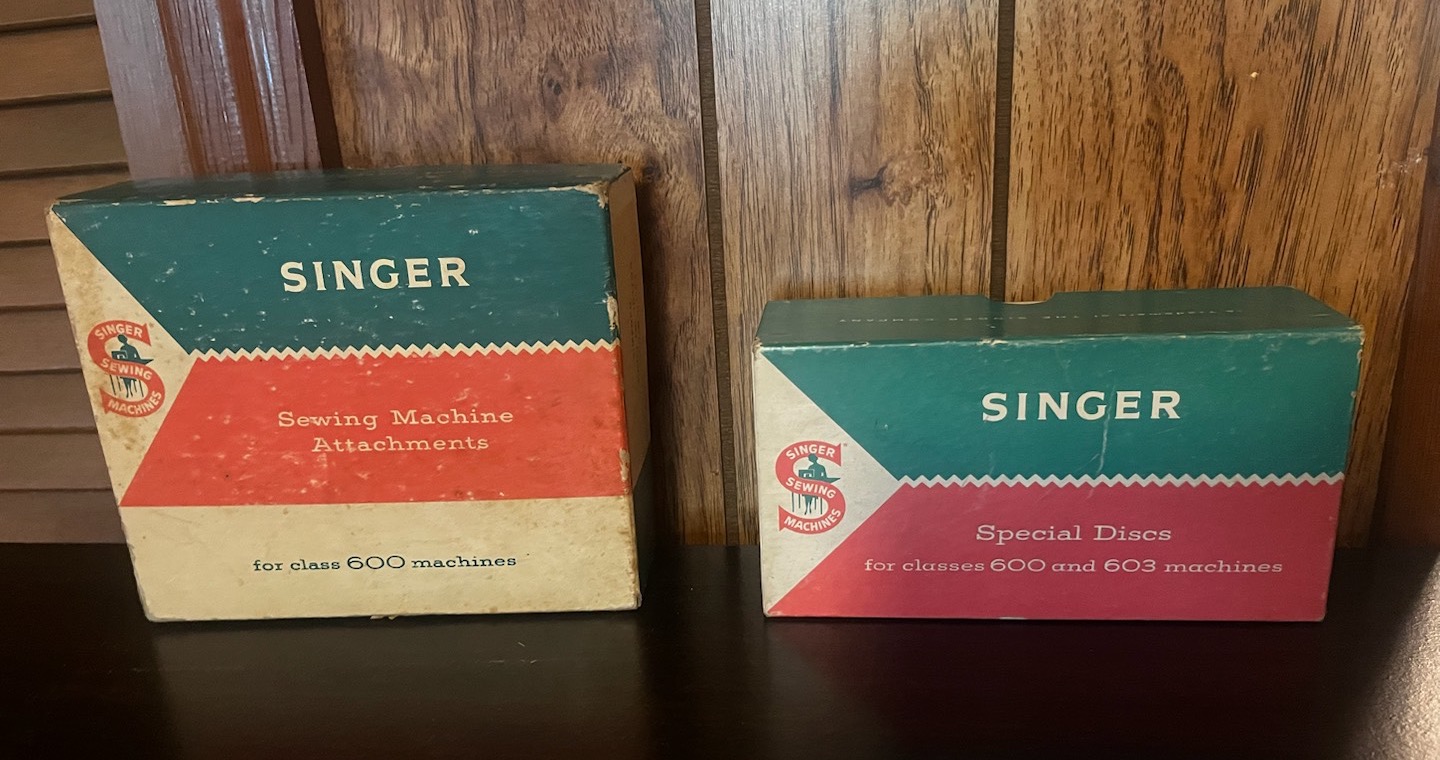 SINGER
SINGER
SEWING
MACHINES
Sewing Machine
Attachments
for class 600 machines
SINGER
SINGER
SEWING
MACHINES
Special Discs
for classes 600 and 603 machines